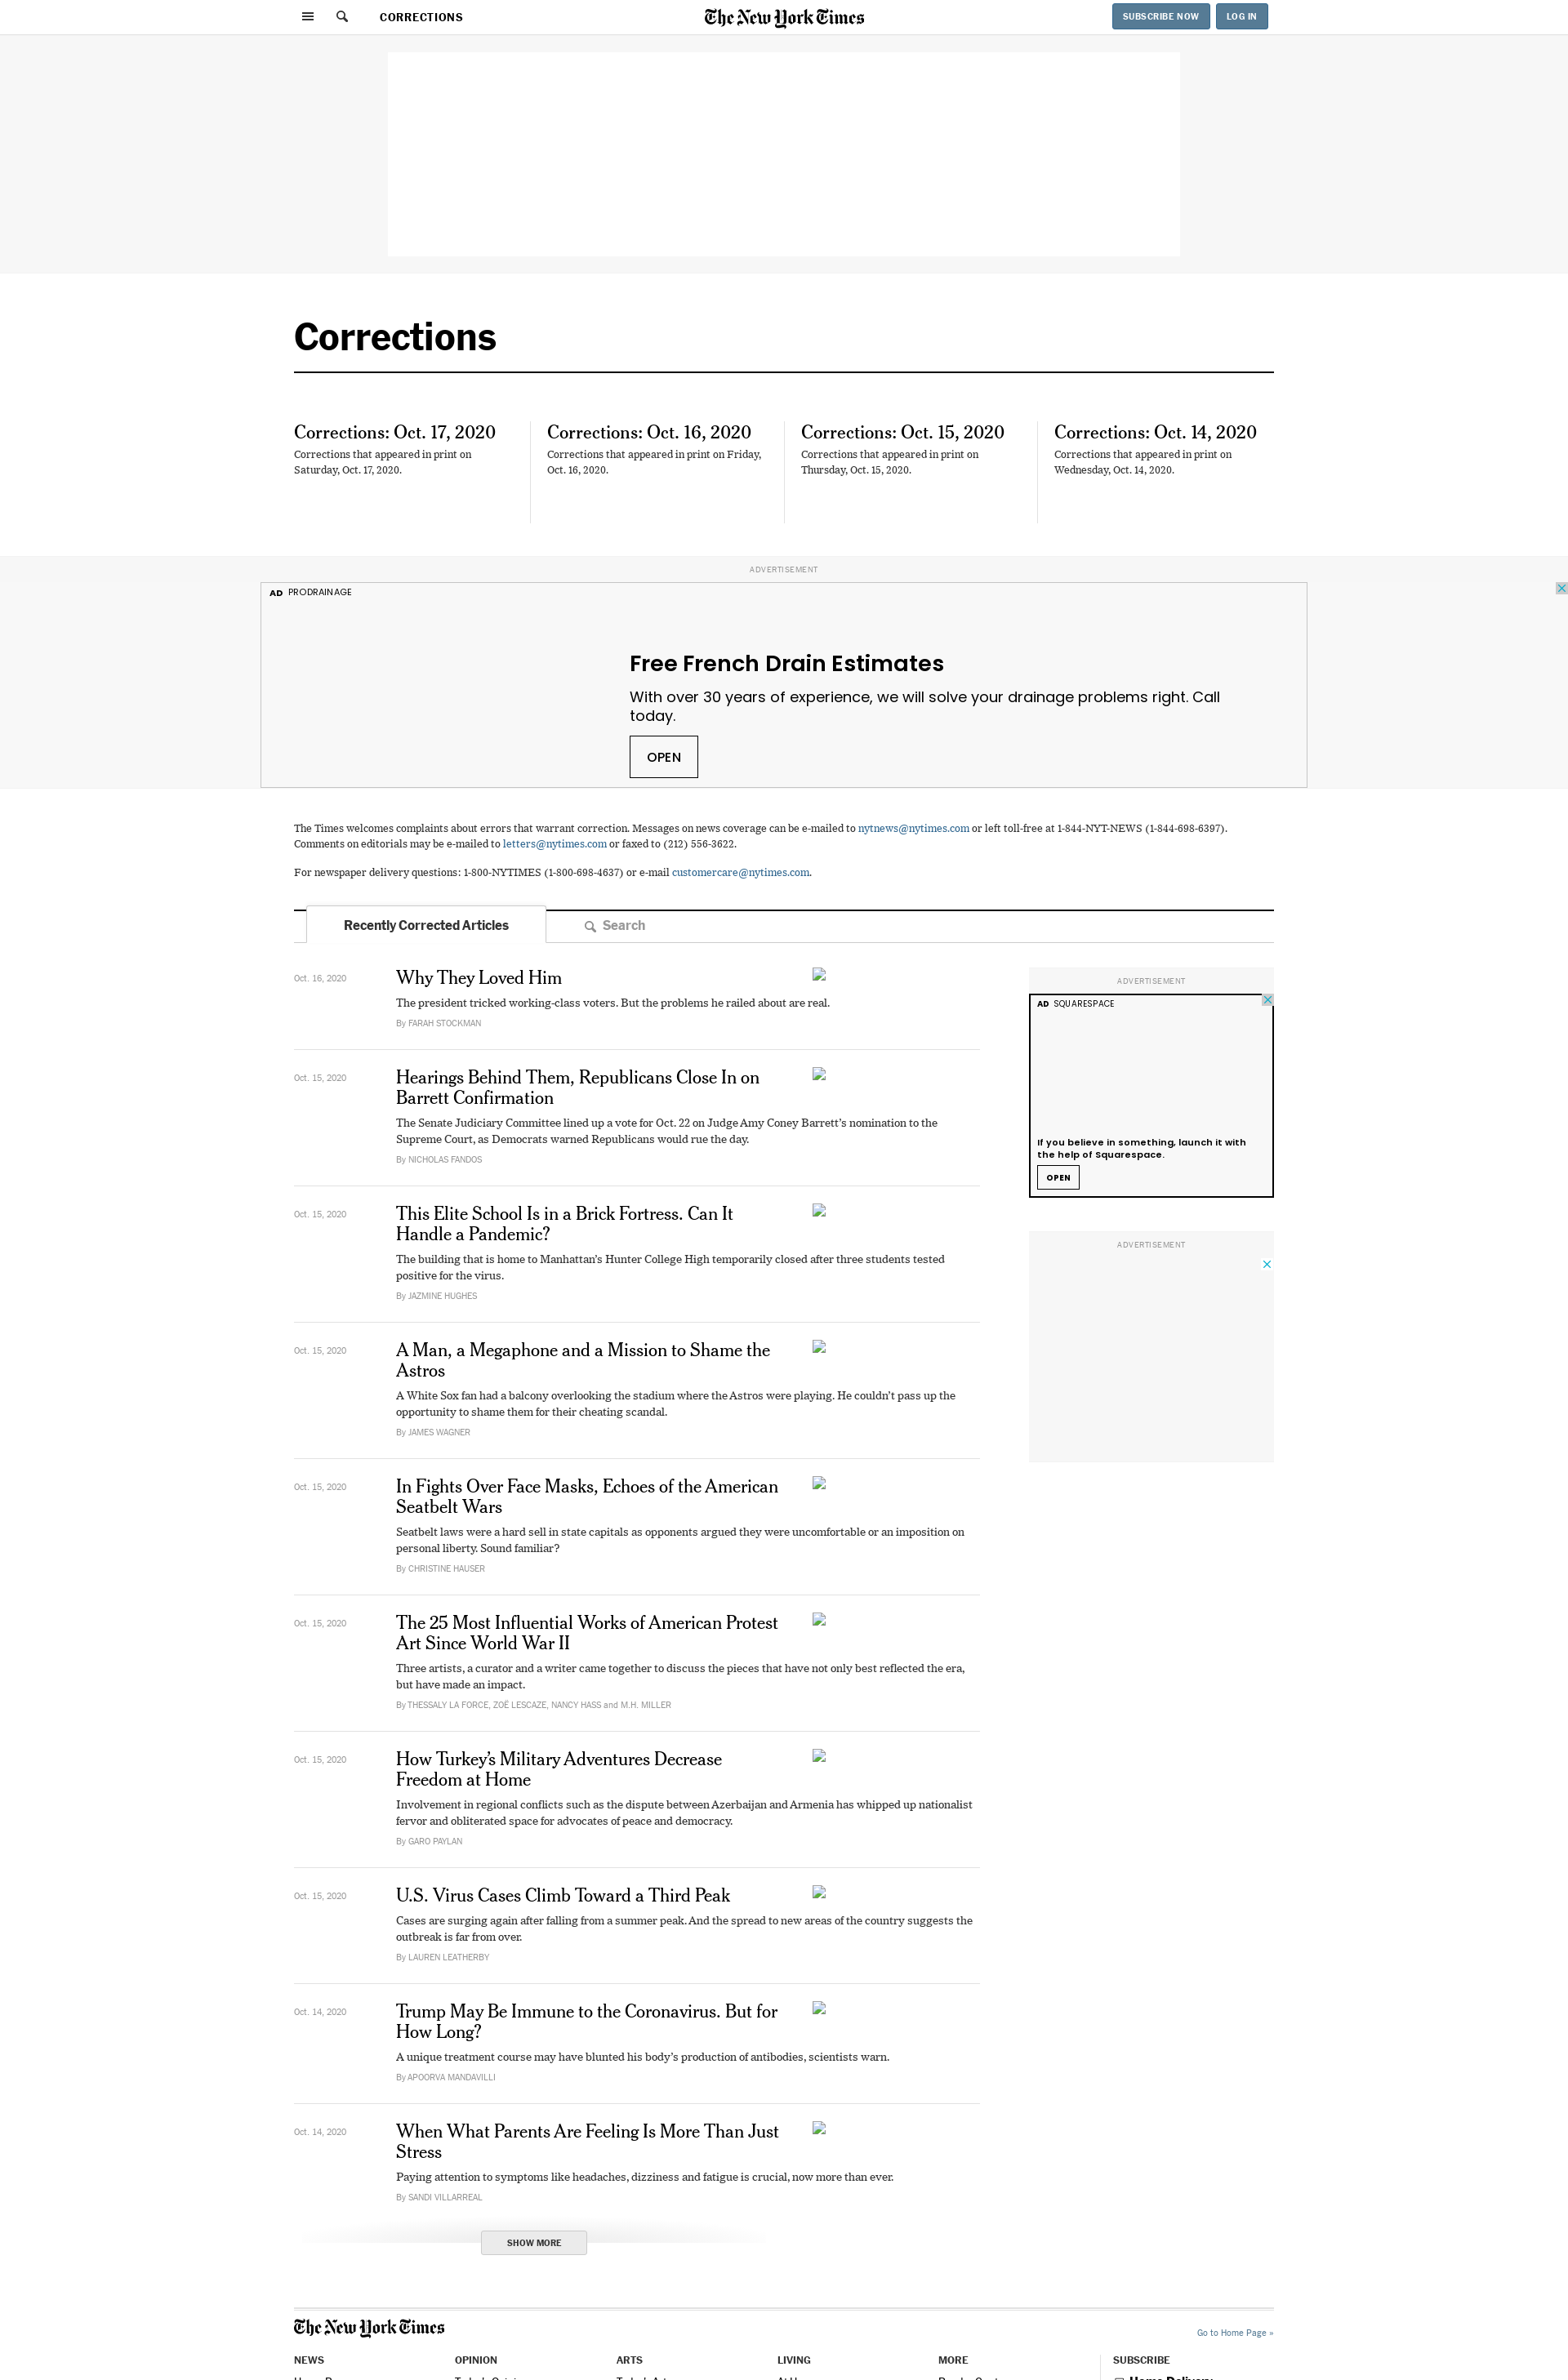 CORRECTIONS
The New York Times
SUBSCRIBE NOW
LOG IN
Corrections
Corrections: Oct. 17, 2020
Corrections that appeared in print on
Saturday, Oct. 17, 2020.
Corrections: Oct. 16, 2020
Corrections that appeared in print on Friday,
Oct. 16, 2020.
Corrections: Oct. 15, 2020
Corrections that appeared in print on
Thursday, Oct. 15, 2020.
Corrections: Oct. 14, 2020
Corrections that appeared in print on
Wednesday, Oct. 14, 2020.
ADVERTISEMENT
AD PRODRAINAGE
Free French Drain Estimates
With over 30 years of experience, we will solve your drainage problems right. Call
today.
OPEN
The Times welcomes complaints about errors that warrant correction. Messages on news coverage can be e-mailed to nytnews@nytimes.com or left toll-free at 1-844-NYT-NEWS (1-844-698-6397).
Comments on editorials may be e-mailed to letters@nytimes.com or faxed to (212) 556-3622.
For newspaper delivery questions: 1-800-NYTIMES (1-800-698-4637) or e-mail customercare@nytimes.com.
Recently Corrected Articles
Search
Oct. 16, 2020
Why They Loved Him
The president tricked working-class voters. But the problems he railed about are real.
By FARAH STOCKMAN
Oct. 15, 2020
Hearings Behind Them, Republicans Close In on
Barrett Confirmation
The Senate Judiciary Committee lined up a vote for Oct. 22 on Judge Amy Coney Barrett’s nomination to the
Supreme Court, as Democrats warned Republicans would rue the day.
By NICHOLAS FANDOS
Oct. 15, 2020
This Elite School Is in a Brick Fortress. Can It
Handle a Pandemic?
The building that is home to Manhattan’s Hunter College High temporarily closed after three students tested
positive for the virus.
By JAZMINE HUGHES
Oct. 15, 2020
A Man, a Megaphone and a Mission to Shame the
Astros
A White Sox fan had a balcony overlooking the stadium where the Astros were playing. He couldn’t pass up the
opportunity to shame them for their cheating scandal.
By JAMES WAGNER
Oct. 15, 2020
In Fights Over Face Masks, Echoes of the American
Seatbelt Wars
Seatbelt laws were a hard sell in state capitals as opponents argued they were uncomfortable or an imposition on
personal liberty. Sound familiar?
By CHRISTINE HAUSER
Oct. 15, 2020
The 25 Most Influential Works of American Protest
Art Since World War II
Three artists, a curator and a writer came together to discuss the pieces that have not only best reflected the era,
but have made an impact.
By THESSALY LA FORCE, ZOË LESCAZE, NANCY HASS and M.H. MILLER
Oct. 15, 2020
How Turkey’s Military Adventures Decrease
Freedom at Home
Involvement in regional conflicts such as the dispute between Azerbaijan and Armenia has whipped up nationalist
fervor and obliterated space for advocates of peace and democracy.
By GARO PAYLAN
Oct. 15, 2020
U.S. Virus Cases Climb Toward a Third Peak
Cases are surging again after falling from a summer peak. And the spread to new areas of the country suggests the
outbreak is far from over.
By LAUREN LEATHERBY
Oct. 14, 2020
Trump May Be Immune to the Coronavirus. But for
How Long?
A unique treatment course may have blunted his body’s production of antibodies, scientists warn.
By APOORVA MANDAVILLI
Oct. 14, 2020
When What Parents Are Feeling Is More Than Just
Stress
Paying attention to symptoms like headaches, dizziness and fatigue is crucial, now more than ever.
By SANDI VILLARREAL
SHOW MORE
ADVERTISEMENT
AD SQUARESPACE
If you believe in something, launch it with
the help of Squarespace.
OPEN
ADVERTISEMENT
The New York Times
Go to Home Page »
NEWS
OPINION
ARTS
LIVING
MORE
SUBSCRIBE